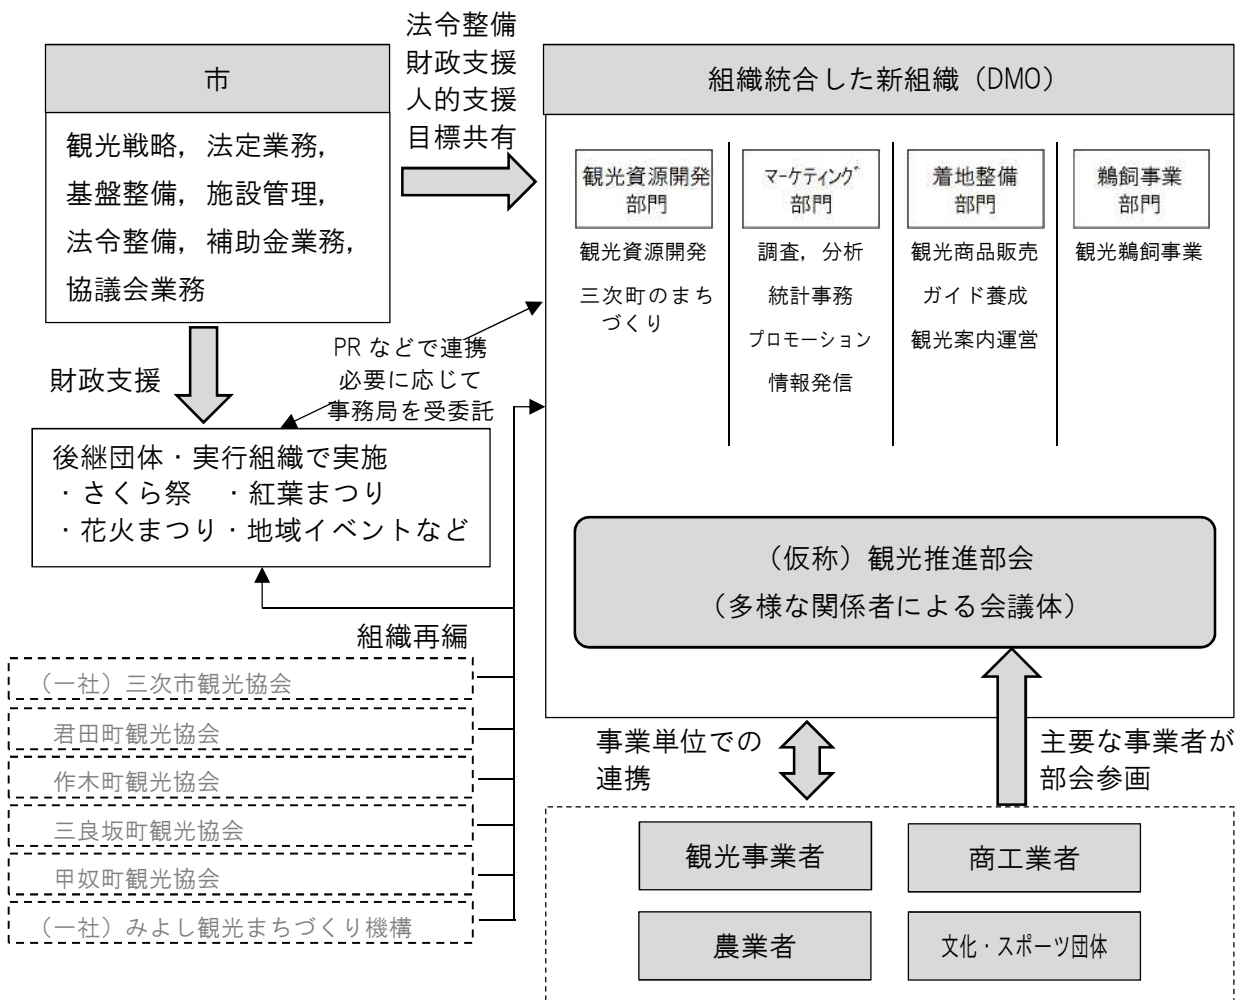 法令整備
財政支援
人的支援
目標共有
市
観光戦略，法定業務，
基盤整備，施設管理，
法令整備，補助金業務，
協議会業務
組織統合した新組織（DMO）
観光資源開発
部門
観光資源開発
三次町のまち
づくり
マーケティング
部門
調査，分析
統計事務
プロモーション
情報発信
着地整備
部門
観光商品販売
ガイド養成
観光案内運営
鵜飼事業
部門
観光鵜飼事業
財政支援
PR などで連携
必要に応じて
事務局を受委託
後継団体・実行組織で実施
・さくら祭　・紅葉まつり
・花火まつり・地域イベントなど
（仮称）観光推進部会
（多様な関係者による会議体）
組織再編
（一社）三次市観光協会
君田町観光協会
作木町観光協会
三良坂町観光協会
甲奴町観光協会
（一社）みよし観光まちづくり機構
事業単位での
連携
主要な事業者が
部会参画
観光事業者
商工業者
農業者
文化・スポーツ団体